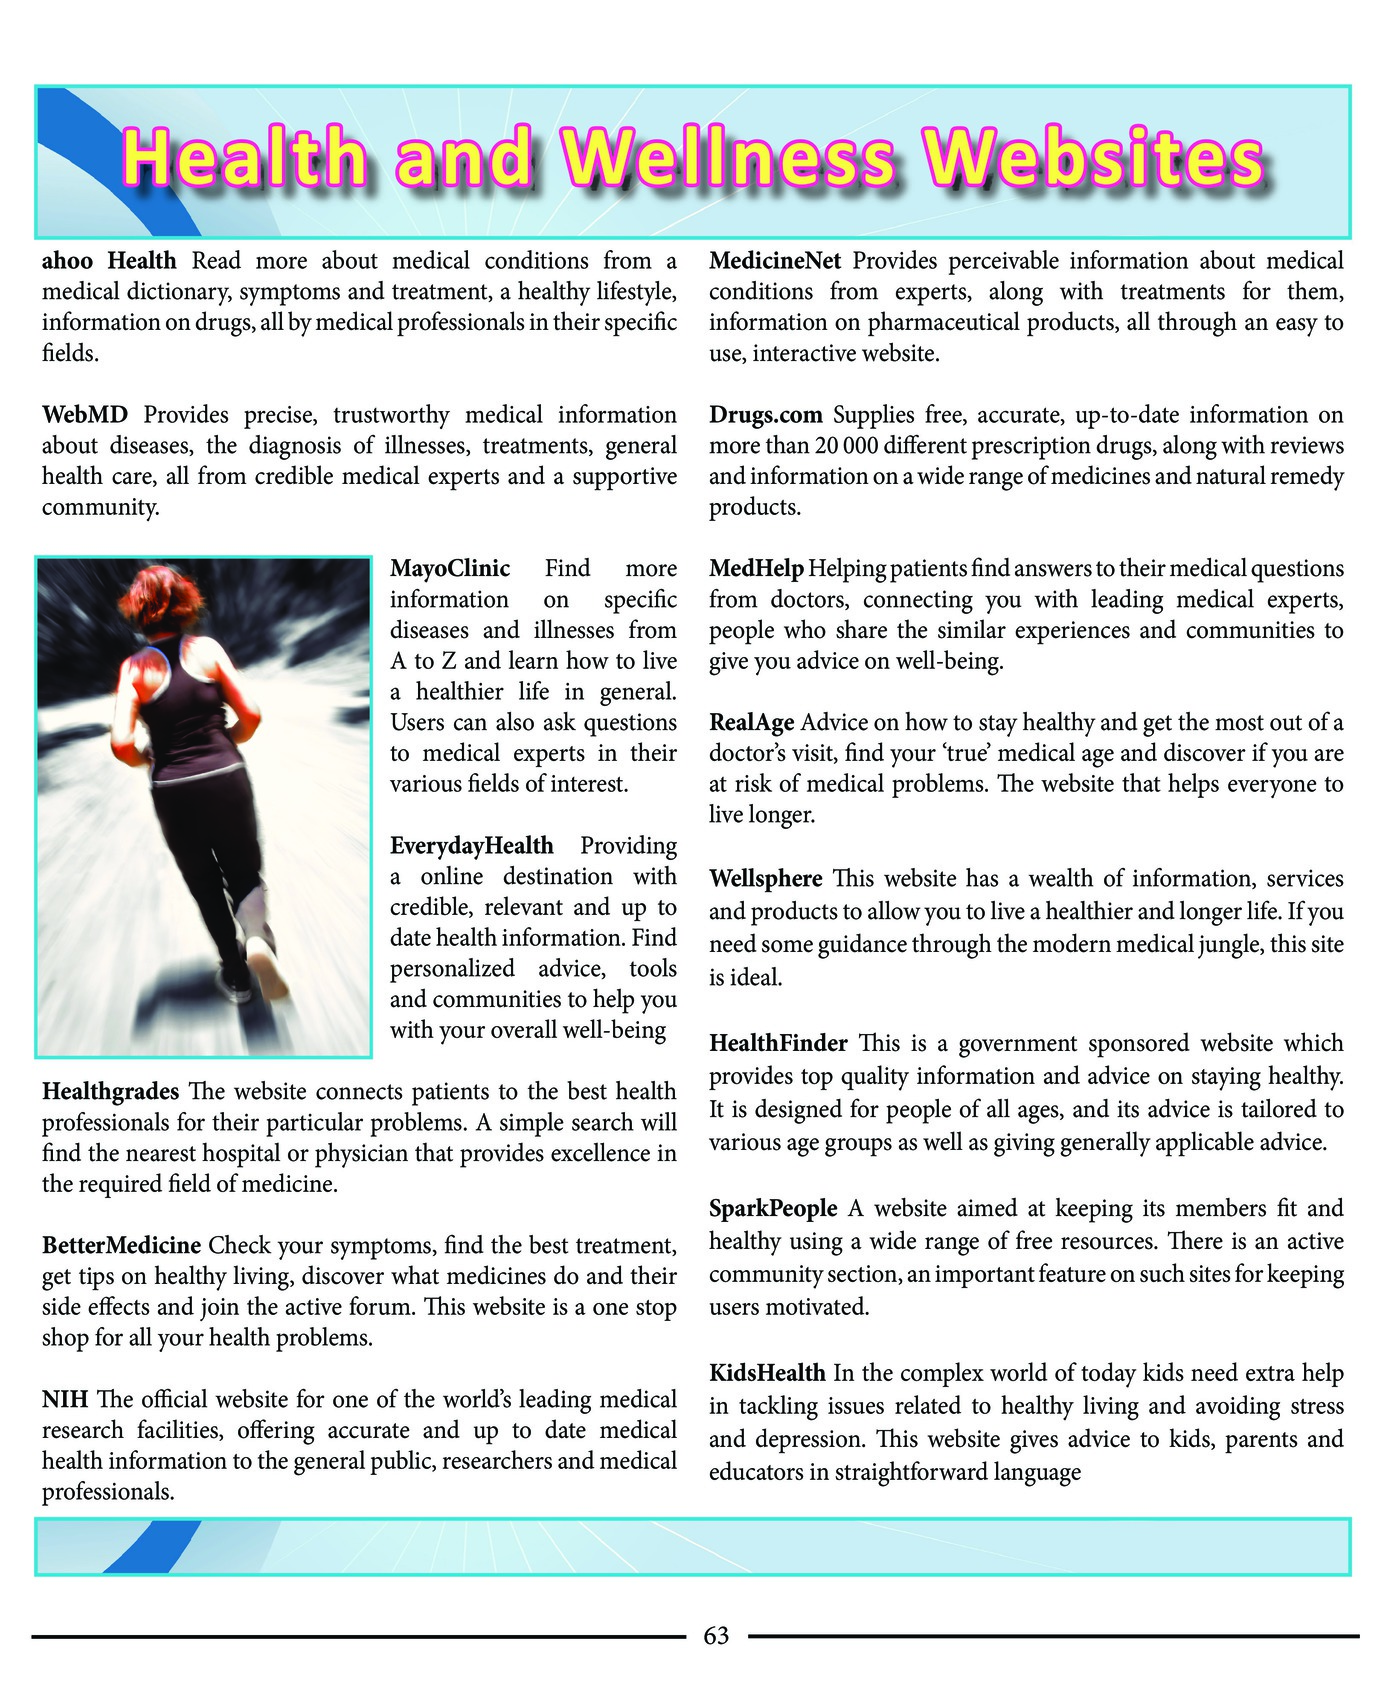 Health and Wellness Websites
ahoo Health Read more about medical conditions from a
medical dictionary, symptoms and treatment, a healthy lifestyle,
information on drugs, all by medical professionals in their specific
fields.
WebMD Provides precise, trustworthy medical information
about diseases, the diagnosis of illnesses, treatments, general
health care, all from credible medical experts and a supportive
community.
MayoClinic Find more
information on specific
diseases and illnesses from
A to Z and learn how to live
a healthier life in general.
Users can also ask questions
to medical experts in their
various fields of interest.
EverydayHealth Providing
a online destination with
credible, relevant and up to
date health information. Find
personalized advice, tools
and communities to help you
with your overall well-being
Healthgrades The website connects patients to the best health
professionals for their particular problems. A simple search will
find the nearest hospital or physician that provides excellence in
the required field of medicine.
BetterMedicine Check your symptoms, find the best treatment,
get tips on healthy living, discover what medicines do and their
side effects and join the active forum. This website is a one stop
shop for all your health problems.
NIH The official website for one of the world’s leading medical
research facilities, offering accurate and up to date medical
health information to the general public, researchers and medical
professionals.
MedicineNet Provides perceivable information about medical
conditions from experts, along with treatments for them,
information on pharmaceutical products, all through an easy to
use, interactive website.
Drugs.com Supplies free, accurate, up-to-date information on
more than 20 000 different prescription drugs, along with reviews
and information on a wide range of medicines and natural remedy
products.
MedHelp Helping patients find answers to their medical questions
from doctors, connecting you with leading medical experts,
people who share the similar experiences and communities to
give you advice on well-being.
RealAge Advice on how to stay healthy and get the most out of a
doctor’s visit, find your ‘true’ medical age and discover if you are
at risk of medical problems. The website that helps everyone to
live longer.
Wellsphere This website has a wealth of information, services
and products to allow you to live a healthier and longer life. If you
need some guidance through the modern medical jungle, this site
is ideal.
HealthFinder This is a government sponsored website which
provides top quality information and advice on staying healthy.
It is designed for people of all ages, and its advice is tailored to
various age groups as well as giving generally applicable advice.
SparkPeople A website aimed at keeping its members fit and
healthy using a wide range of free resources. There is an active
community section, an important feature on such sites for keeping
users motivated.
KidsHealth In the complex world of today kids need extra help
in tackling issues related to healthy living and avoiding stress
and depression. This website gives advice to kids, parents and
educators in straightforward language
63